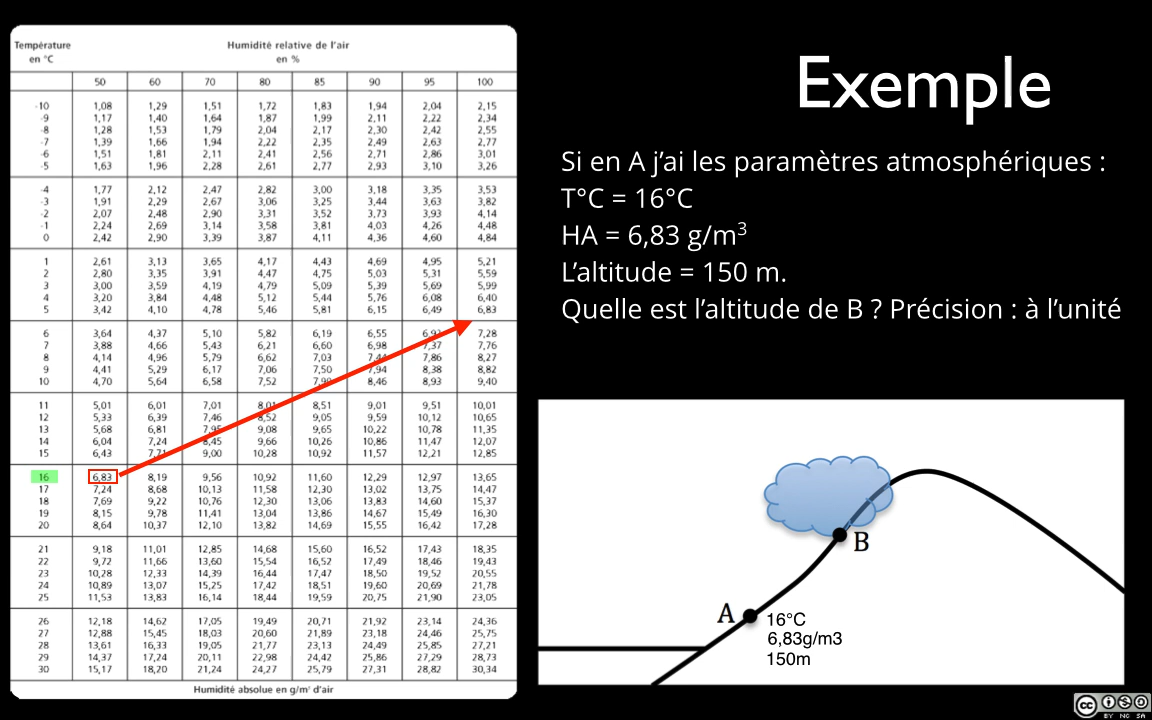 Température Humidité relative de l'air
en °C en %
50 60 70 80 85 90 95 100
-10 1,08 1,29 1,51 1,72 1,83 1,94 2,04 2,15
-9 1,17 1,40 1,64 1,87 1,99 2,11 2,22 2,34
-8 1,28 1,53 1,79 2,04 2,17 2,30 2,42 2,55
-7 1,39 1,66 1,94 2,22 2,35 2,49 2,63 2,77
-6 1,51 1,81 2,11 2,41 2,56 2,71 2,86 3,01
-5 1,63 1,96 2,28 2,61 2,77 2,93 3,10 3,26
-4 1,77 2,12 2,47 2,82 3,00 3,18 3,35 3,53
-3 1,91 2,29 2,67 3,06 3,25 3,44 3,63 3,82
-2 2,07 2,48 2,90 3,31 3,52 3,73 3,93 4,14
-1 2,24 2,69 3,14 3,58 3,81 4,03 4,26 4,48
0 2,42 2,90 3,39 3,87 4,11 4,36 4,60 4,84
1 2,61 3,13 3,65 4,17 4,43 4,69 4,95 5,21
2 2,80 3,35 3,91 4,47 4,75 5,03 5,31 5,59
3 3,00 3,59 4,19 4,79 5,09 5,39 5,69 5,99
4 3,20 3,84 4,48 5,12 5,44 5,76 6,08 6,40
5 3,42 4,10 4,78 5,46 5,81 6,15 6,49 6,83
6 3,64 4,37 5,10 5,82 6,19 6,55 7,28
7 3,88 4,66 5,43 6,21 6,60 6,98 7,37 7,76
8 4,14 4,96 5,79 6,62 7,03 7,44 7,86 8,27
9 4,41 5,29 6,17 7,06 7,50 7,94 8,38 8,82
10 4,70 5,64 6,58 7,52 7,99 8,46 8,93 9,40
11 5,01 6,01 7,01 8,01 8,51 9,01 9,51 10,01
12 5,33 6,39 7,46 8,52 9,05 9,59 10,12 10,65
13 5,68 6,81 7,95 9,08 9,65 10,22 10,78 11,35
14 6,04 7,24 8,45 9,66 10,26 10,86 11,47 12,07
15 6,43 7,71 9,00 10,28 10,92 11,57 12,21 12,85
16 6,83 8,19 9,56 10,92 11,60 12,29 12,97 13,65
17 7,24 8,68 10,13 11,58 12,30 13,02 13,75 14,47
18 7,69 9,22 10,76 12,30 13,06 13,83 14,60 15,37
19 8,15 9,78 11,41 13,04 13,86 14,67 15,49 16,30
20 8,64 10,37 12,10 13,82 14,69 15,55 16,42 17,28
21 9,18 11,01 12,85 14,68 15,60 16,52 17,43 18,35
22 9,72 11,66 13,60 15,54 16,52 17,49 18,46 19,43
23 10,28 12,33 14,39 16,44 17,47 18,50 19,52 20,55
24 10,89 13,07 15,25 17,42 18,51 19,60 20,69 21,78
25 11,53 13,83 16,14 18,44 19,59 20,75 21,90 23,05
26 12,18 14,62 17,05 19,49 20,71 21,92 23,14 24,36
27 12,88 15,45 18,03 20,60 21,89 23,18 24,46 25,75
28 13,61 16,33 19,05 21,77 23,13 24,49 25,85 27,21
29 14,37 17,24 20,11 22,98 24,42 25,86 27,29 28,73
30 15,17 18,20 21,24 24,27 25,79 27,31 28,82 30,34
Humidité absolue en g/m³ d'air
Exemple
Si en A j'ai les paramètres atmosphériques :
T°C = 16°C
HA = 6,83 g/m³
L'altitude = 150 m.
Quelle est l'altitude de B ? Précision : à l'unité
B
A
16°C
6,83g/m3
150m
cc
BY NC SA